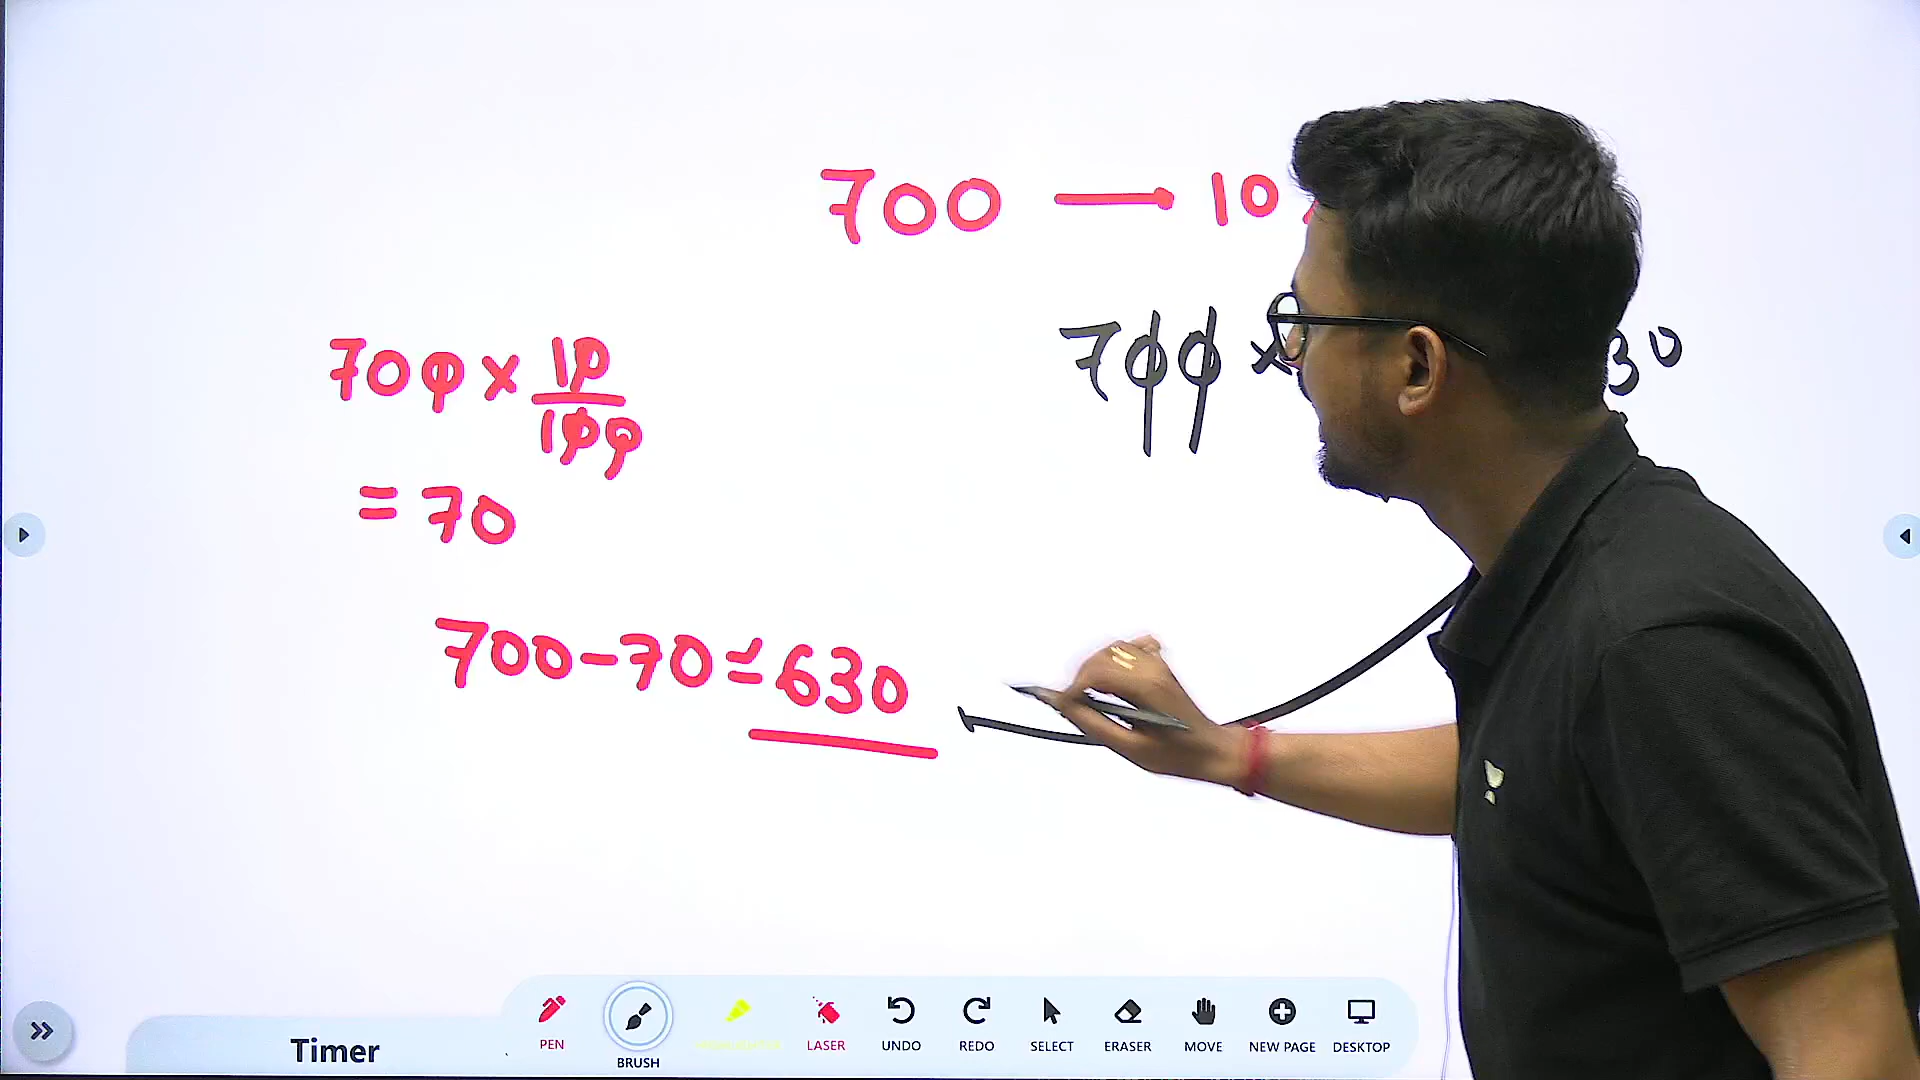 700 → 10
700 × 10/100
= 70
700 - 70 = 630
700 ×
30
Timer
PEN
BRUSH
LASER
UNDO
REDO
SELECT
ERASER
MOVE
NEW PAGE
DESKTOP